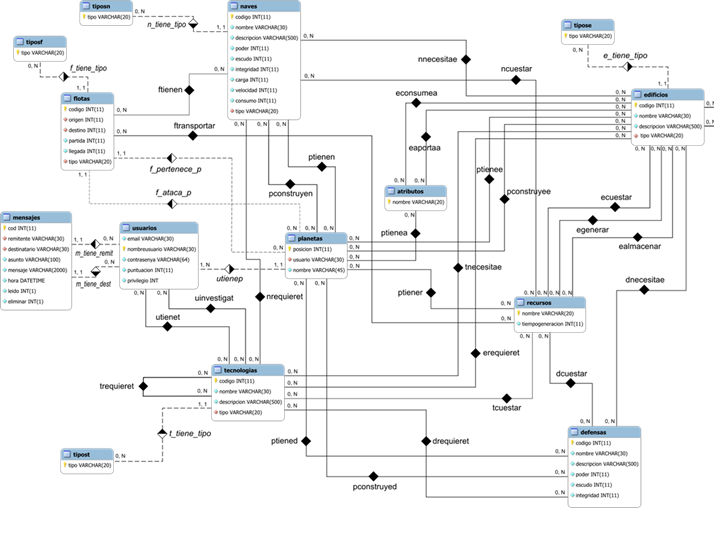 tiposn
tipo VARCHAR(20)
0, N
n_tiene_tipo
1, 1
naves
codigo INT(11)
nombre VARCHAR(30)
descripcion VARCHAR(500)
poder INT(11)
escudo INT(11)
integridad INT(11)
carga INT(11)
velocidad INT(11)
consumo INT(11)
tipo VARCHAR(20)
0, N
0, N
0, N
0, N
0, N
0, N
tipose
tipo VARCHAR(20)
0, N
e_tiene_tipo
1, 1
tiposf
tipo VARCHAR(20)
0, N
f_tiene_tipo
1, 1
nnecesitae
ncuestar
flotas
codigo INT(11)
origen INT(11)
destino INT(11)
partida INT(11)
llegada INT(11)
tipo VARCHAR(20)
0, N
0, N
1, 1
1, 1
ftienen
ftransportar
f_pertenece_p
f_ataca_p
econsumea
eaportaa
edificios
codigo INT(11)
nombre VARCHAR(30)
descripcion VARCHAR(500)
tipo VARCHAR(20)
0, N
0, N
0, N
0, N
0, N
0, N
ptienen
pconstruyen
ptienee
pconstruyee
atributos
nombre VARCHAR(20)
0, N
0, N
0, N
ptienea
ecuestar
egenerar
ealmacenar
mensajes
cod INT(11)
remitente VARCHAR(30)
destinatario VARCHAR(30)
asunto VARCHAR(100)
mensaje VARCHAR(2000)
hora DATETIME
leido INT(1)
eliminar INT(1)
0, N
1, 1
m_tiene_remit
0, N
m_tiene_dest
usuarios
email VARCHAR(30)
nombreusuario VARCHAR(30)
contrasenya VARCHAR(64)
puntuacion INT(11)
privilegio INT
1, N
utienep
1, 1
planetas
posicion INT(11)
usuario VARCHAR(30)
nombre VARCHAR(45)
0, N
0, N
0, N
0, N
tnecesitae
dnecesitae
ptiener
nrequieret
uinvestigat
utienet
recursos
nombre VARCHAR(20)
tiempogeneracion INT(11)
0, N
0, N
erequieret
dcuestar
tcuestar
trequieret
0, N
0, N
1, 1
tecnologias
codigo INT(11)
nombre VARCHAR(30)
descripcion VARCHAR(500)
tipo VARCHAR(20)
0, N
0, N
0, N
0, N
t_tiene_tipo
tipost
tipo VARCHAR(20)
0, N
ptiened
drequieret
pconstruyed
defensas
codigo INT(11)
nombre VARCHAR(30)
descripcion VARCHAR(500)
poder INT(11)
escudo INT(11)
integridad INT(11)
0, N
0, N
0, N